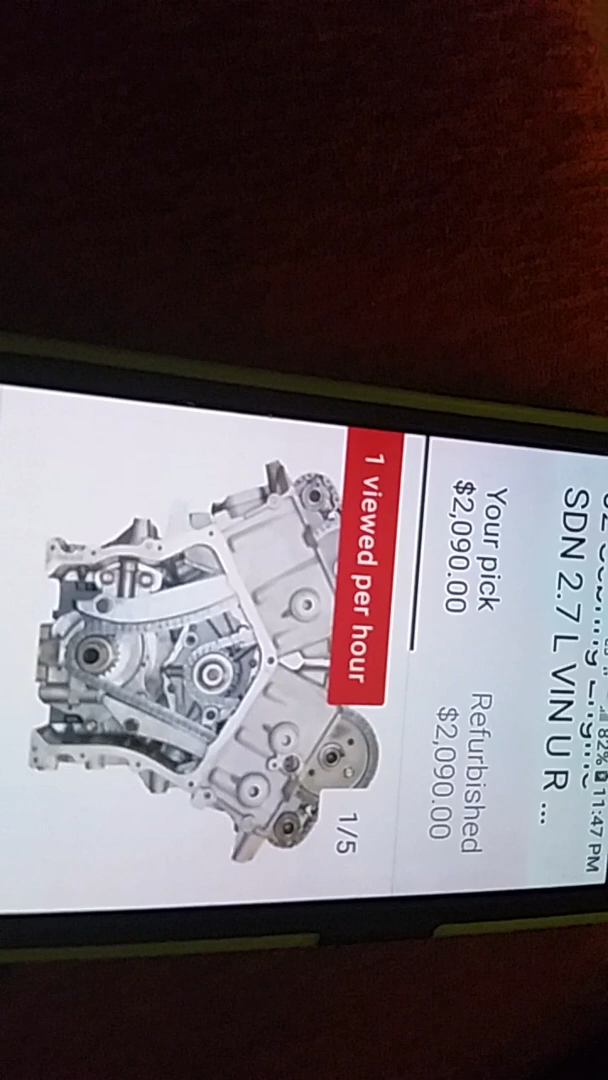 82% 11:47 PM
SDN 2.7 L VIN U R ...
Your pick
$2,090.00
Refurbished
$2,090.00
1 viewed per hour
1/5